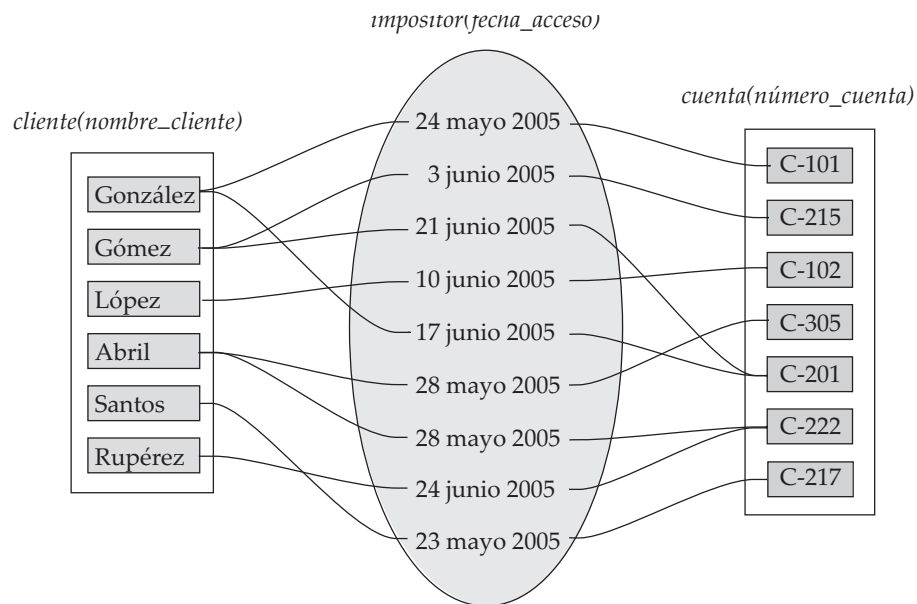 impositor(fecha_acceso)
cuenta(número_cuenta)
cliente(nombre_cliente)
González
Gómez
López
Abril
Santos
Rupérez
24 mayo 2005
3 junio 2005
21 junio 2005
10 junio 2005
17 junio 2005
28 mayo 2005
28 mayo 2005
24 junio 2005
23 mayo 2005
C-101
C-215
C-102
C-305
C-201
C-222
C-217